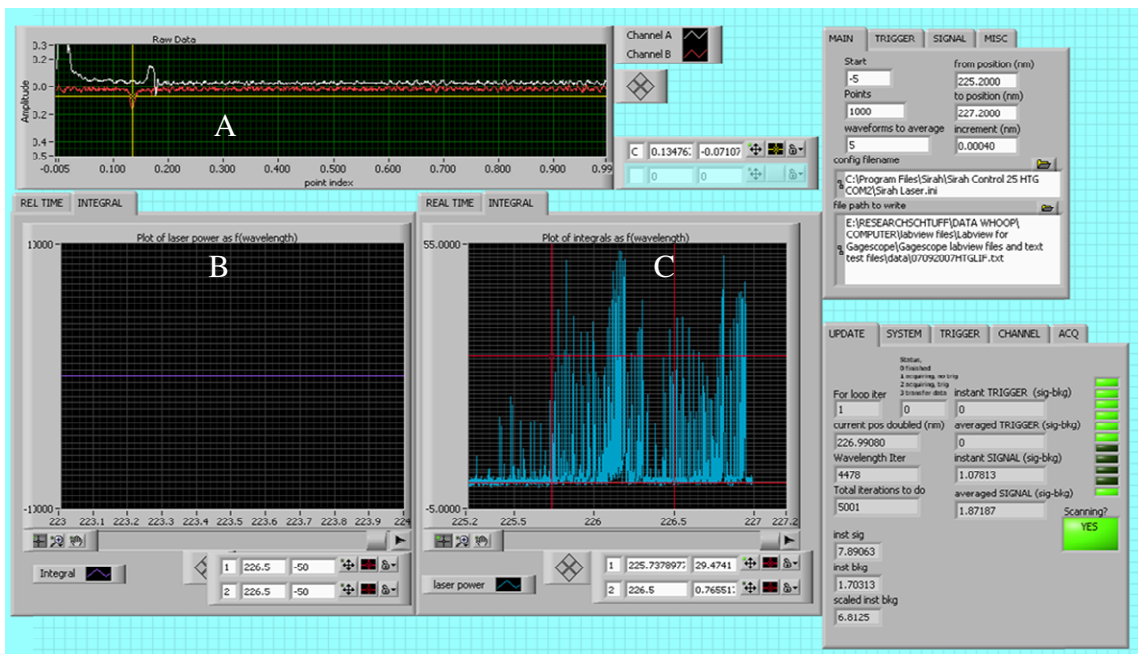 Raw Data
0.3
0.2
0.0
0.2
0.4
0.5
Amplitude
A
-0.005
0.100
0.200
0.300
0.400
0.500
0.600
0.700
0.800
0.900
0.99
point index
Channel A
Channel B
C
0.13476
-0.07107
0
0
REL TIME
INTEGRAL
Plot of laser power as f(wavelength)
B
10000
-10000
223
223.1
223.2
223.3
223.4
223.5
223.6
223.7
223.8
223.9
224
Integral
1
226.5
-50
2
226.5
-50
REAL TIME
INTEGRAL
Plot of integrals as f(wavelength)
C
55.0000
-5.0000
225.2
225.5
226
226.5
227
227.2
laser power
1
225.737897
29.4741
2
226.5
0.76551
MAIN
TRIGGER
SIGNAL
MISC
Start
-5
from position (nm)
225.2000
Points
1000
to position (nm)
227.2000
waveforms to average
5
increment (nm)
0.00040
config filename
C:\Program Files\Sirah\Sirah Control 25 HTG
COM2\Sirah Laser.ini
file path to write
E:\RESEARCHSCHTUFF\DATA WHOOP\
COMPUTER\labview files\Labview for
Gagescope\Gagescope labview files and text
test files\data\07092007HTGLIF.txt
UPDATE
SYSTEM
TRIGGER
CHANNEL
ACQ
Status,
0 finished
1 acquiring, no trig
2 acquiring, trig
3 transfer data
For loop iter
1
0
instant TRIGGER (sig-bkg)
0
current pos doubled (nm)
226.99080
averaged TRIGGER (sig-bkg)
0
Wavelength Iter
4478
instant SIGNAL (sig-bkg)
1.07813
Total iterations to do
5001
averaged SIGNAL (sig-bkg)
1.87187
Scanning?
YES
inst sig
7.89063
inst bkg
1.70313
scaled inst bkg
6.8125